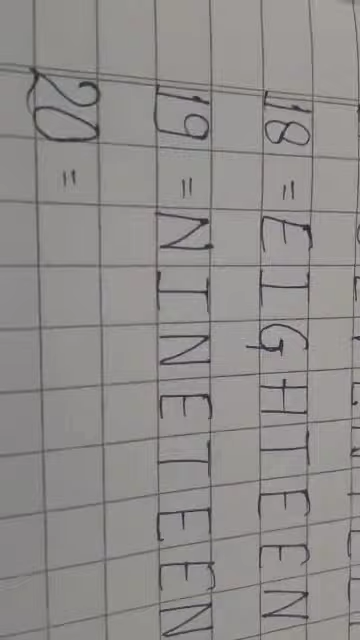 18 = EIGHTEEN
19 = NINETEEN
20 =